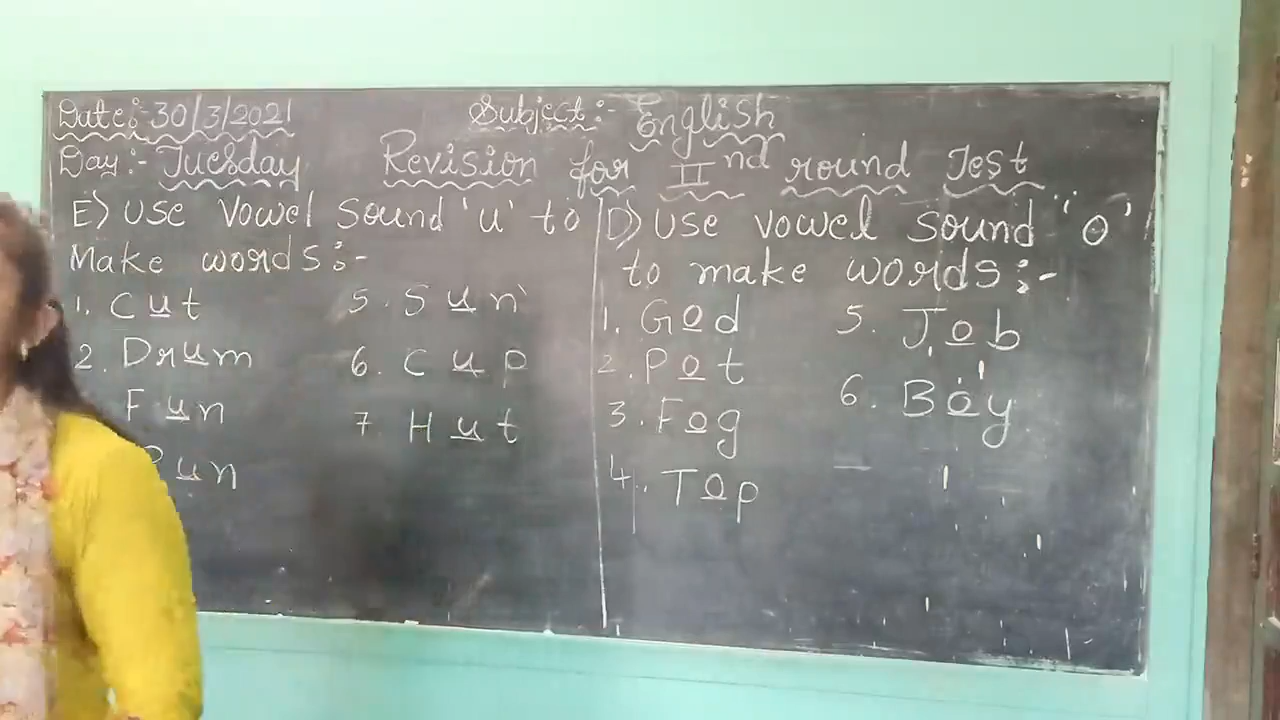 Date:- 30/3/2021
Subject:- English
Day:- Tuesday
Revision for IInd round Test
E) Use Vowel Sound 'u' to
Make words:-
1. Cut
2. Drum
Fun
un
5. Sun
6. Cup
7 Hut
D) Use vowel sound 'o'
to make words:-
1. God
2. Pot
3. Fog
4. Top
5. Job
6. Boy